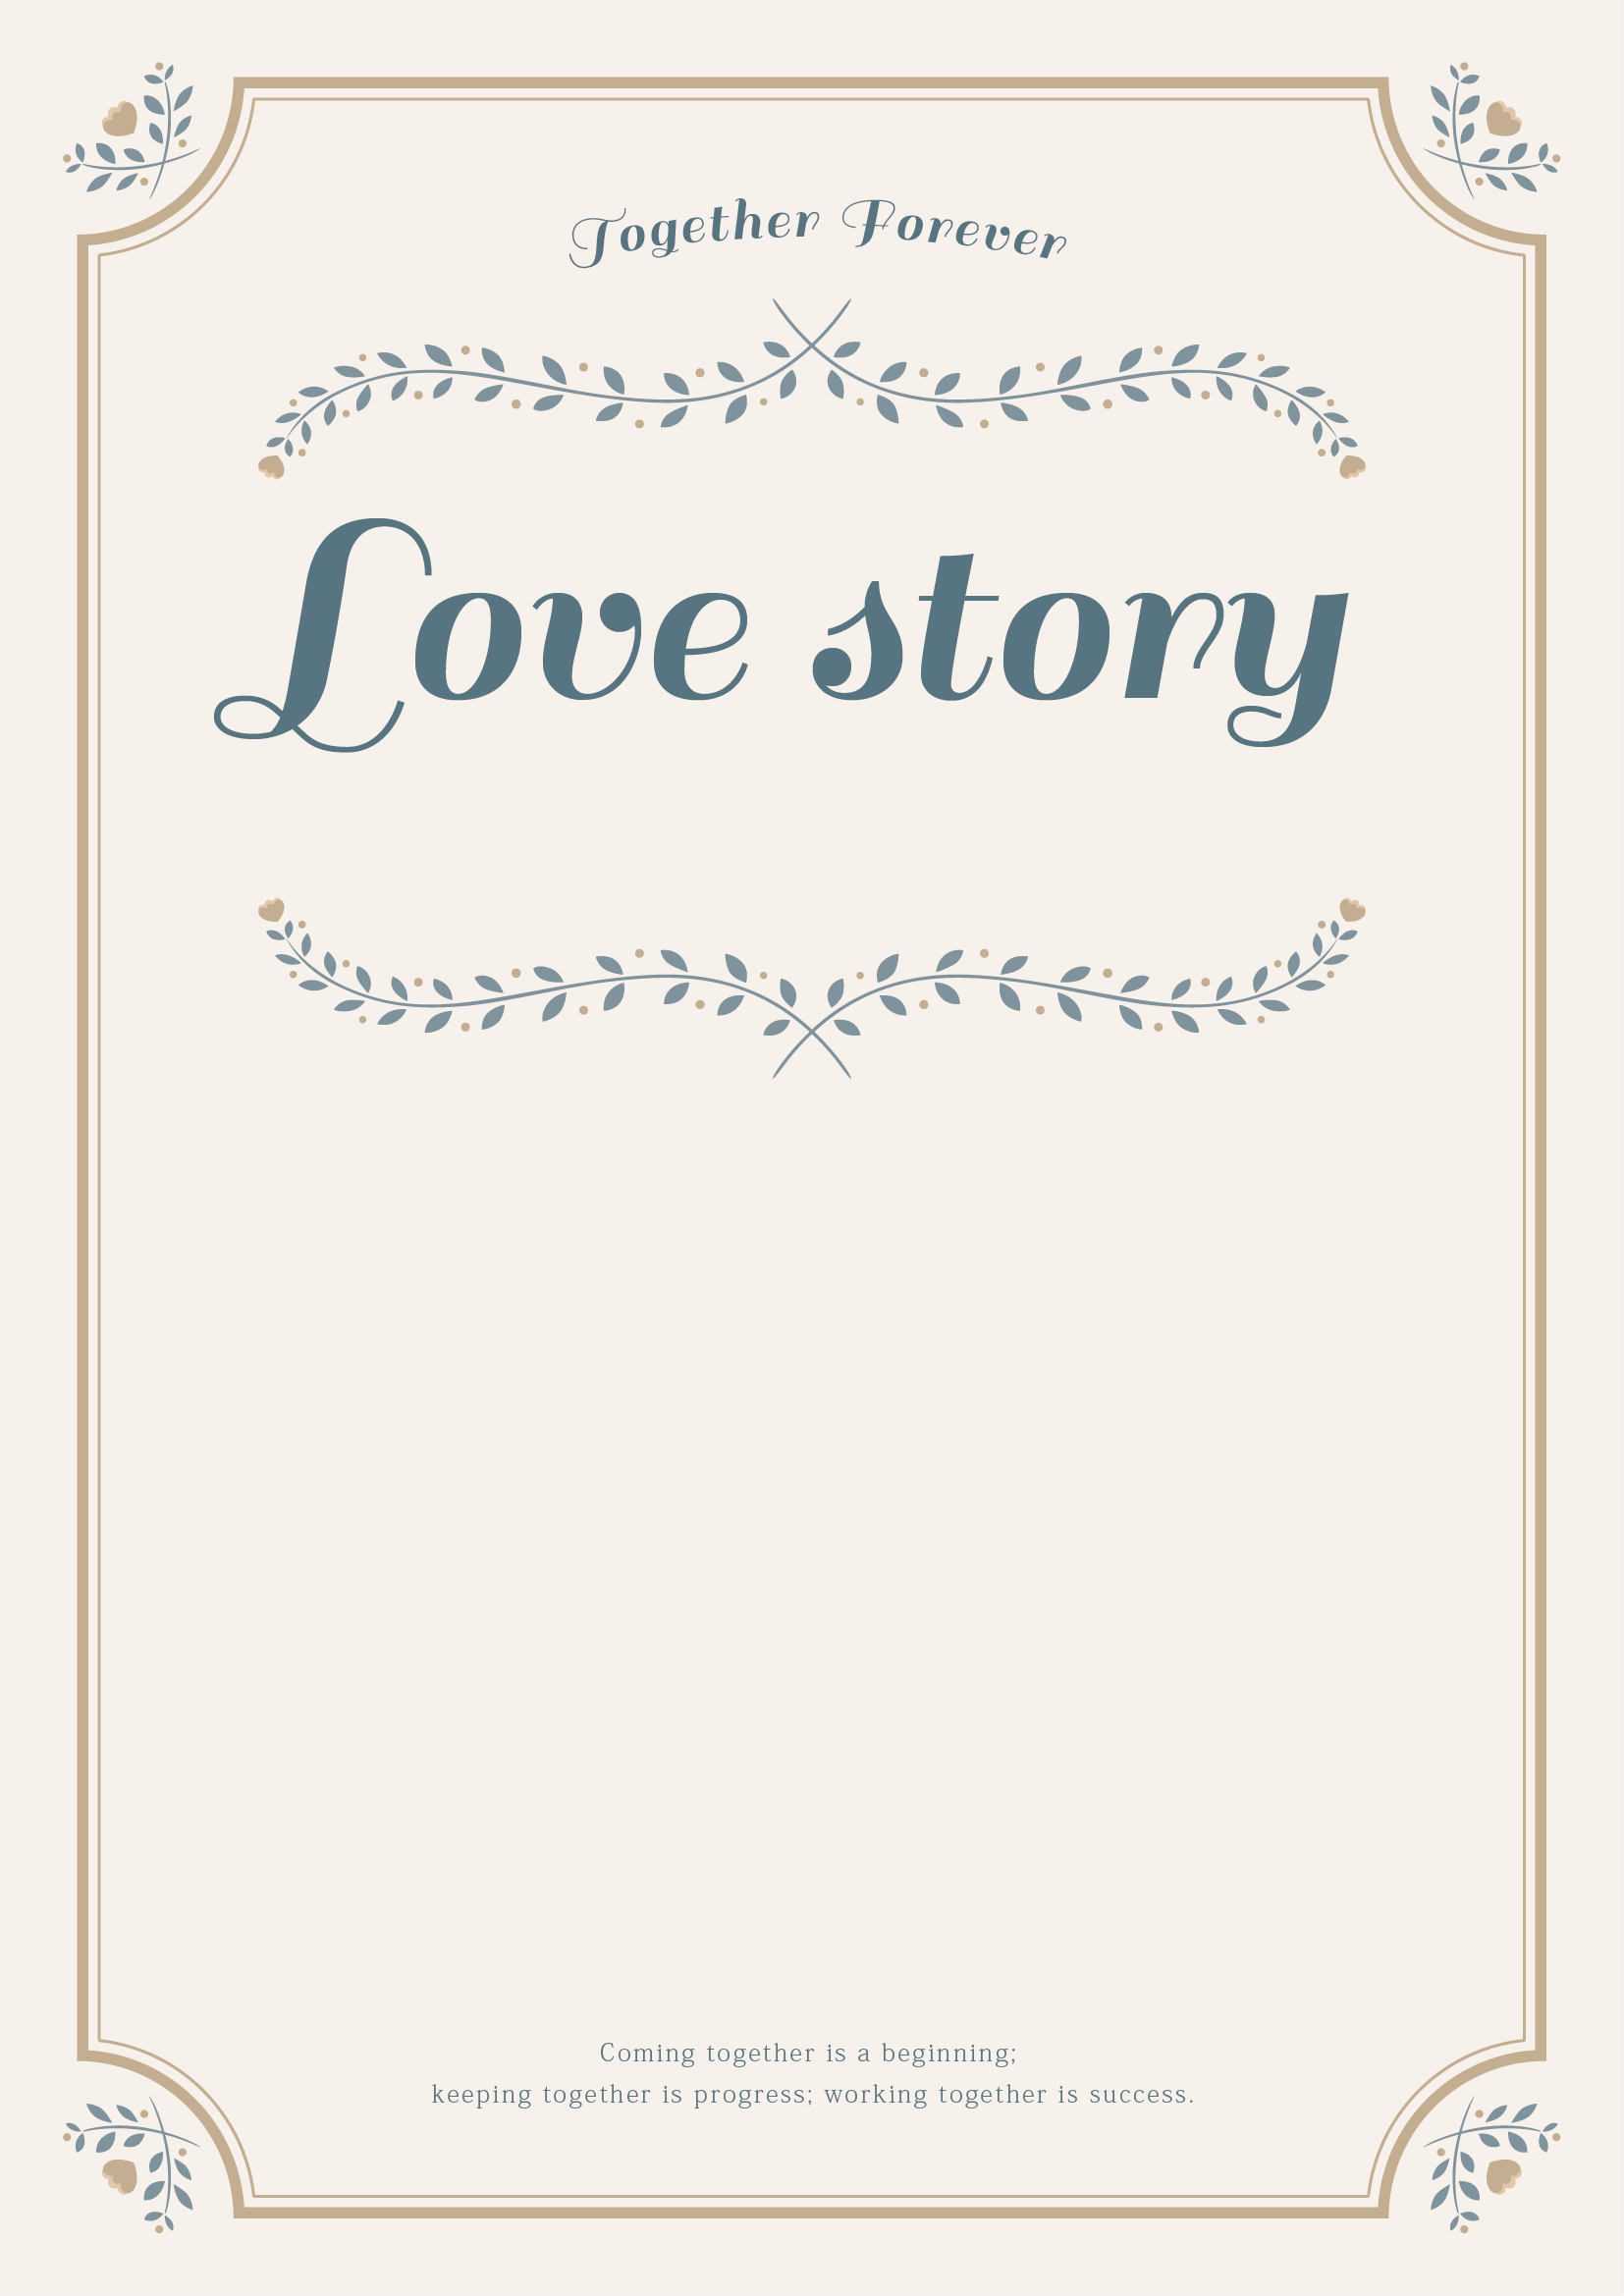 Together Forever
Love story
Coming together is a beginning;
keeping together is progress; working together is success.